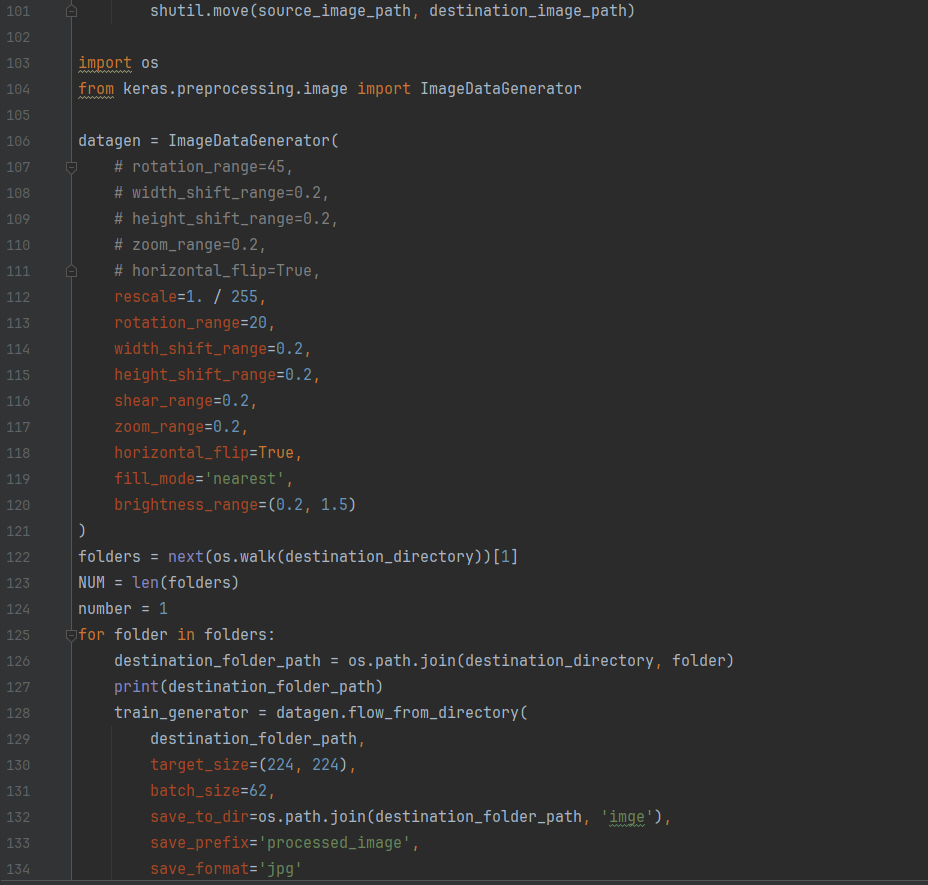 101 shutil.move(source_image_path, destination_image_path)
102
103 import os
104 from keras.preprocessing.image import ImageDataGenerator
105
106 datagen = ImageDataGenerator(
107     # rotation_range=45,
108     # width_shift_range=0.2,
109     # height_shift_range=0.2,
110     # zoom_range=0.2,
111     # horizontal_flip=True,
112     rescale=1. / 255,
113     rotation_range=20,
114     width_shift_range=0.2,
115     height_shift_range=0.2,
116     shear_range=0.2,
117     zoom_range=0.2,
118     horizontal_flip=True,
119     fill_mode='nearest',
120     brightness_range=(0.2, 1.5)
121 )
122 folders = next(os.walk(destination_directory))[1]
123 NUM = len(folders)
124 number = 1
125 for folder in folders:
126     destination_folder_path = os.path.join(destination_directory, folder)
127     print(destination_folder_path)
128     train_generator = datagen.flow_from_directory(
129         destination_folder_path,
130         target_size=(224, 224),
131         batch_size=62,
132         save_to_dir=os.path.join(destination_folder_path, 'imge'),
133         save_prefix='processed_image',
134         save_format='jpg'